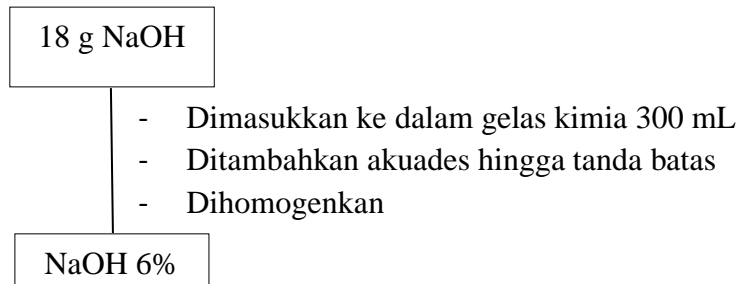 18 g NaOH
- Dimasukkan ke dalam gelas kimia 300 mL
- Ditambahkan akuades hingga tanda batas
- Dihomogenkan
NaOH 6%